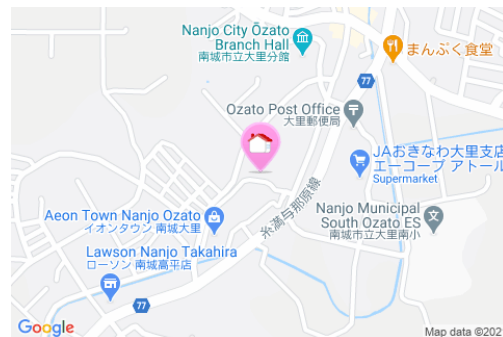 Nanjo City Ōzato
Branch Hall
南城市立大里分館
まんぷく食堂
77
Ozato Post Office
大里郵便局
JAおきなわ大里支店
エーコープ アトール
Supermarket
糸満与那原線
Aeon Town Nanjo Ozato
イオンタウン 南城大里
Nanjo Municipal
South Ozato ES
南城市立大里南小
Lawson Nanjo Takahira
ローソン 南城高平店
77
Google
Map data ©202